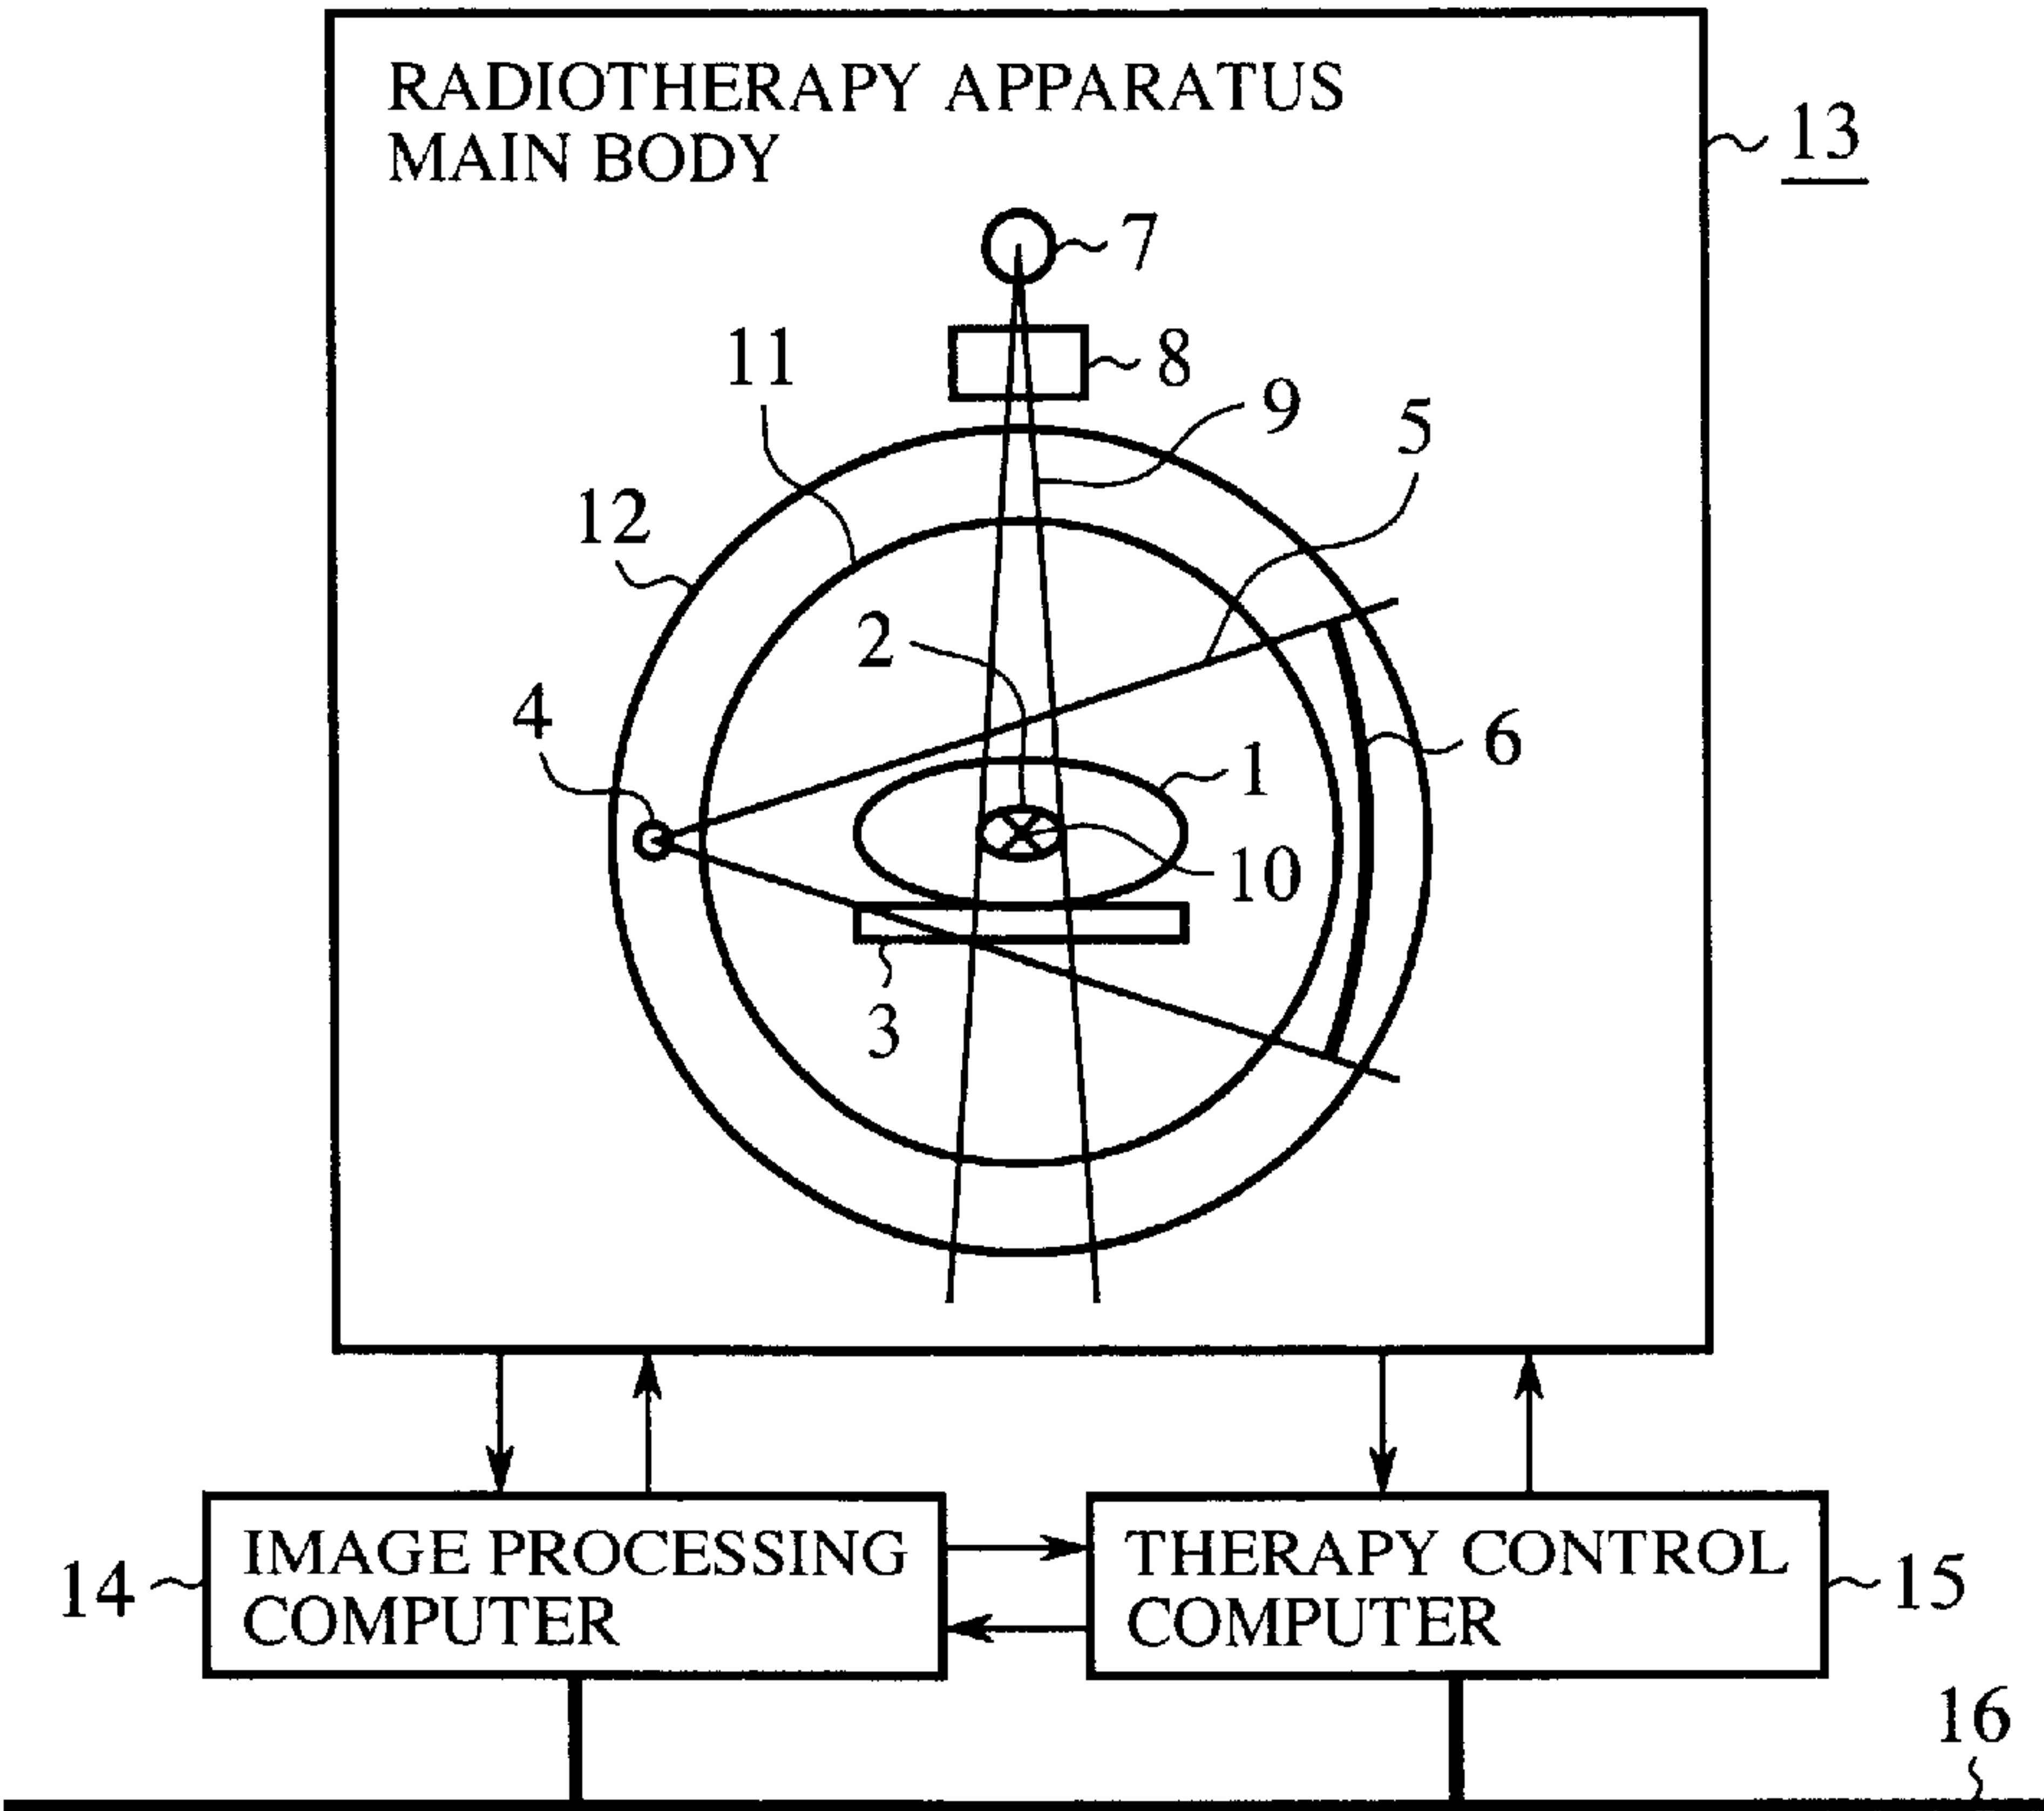 RADIOTHERAPY APPARATUS
MAIN BODY
13
7
8
11
9
5
12
2
4
1
6
10
3
14
IMAGE PROCESSING
COMPUTER
THERAPY CONTROL
COMPUTER
15
16